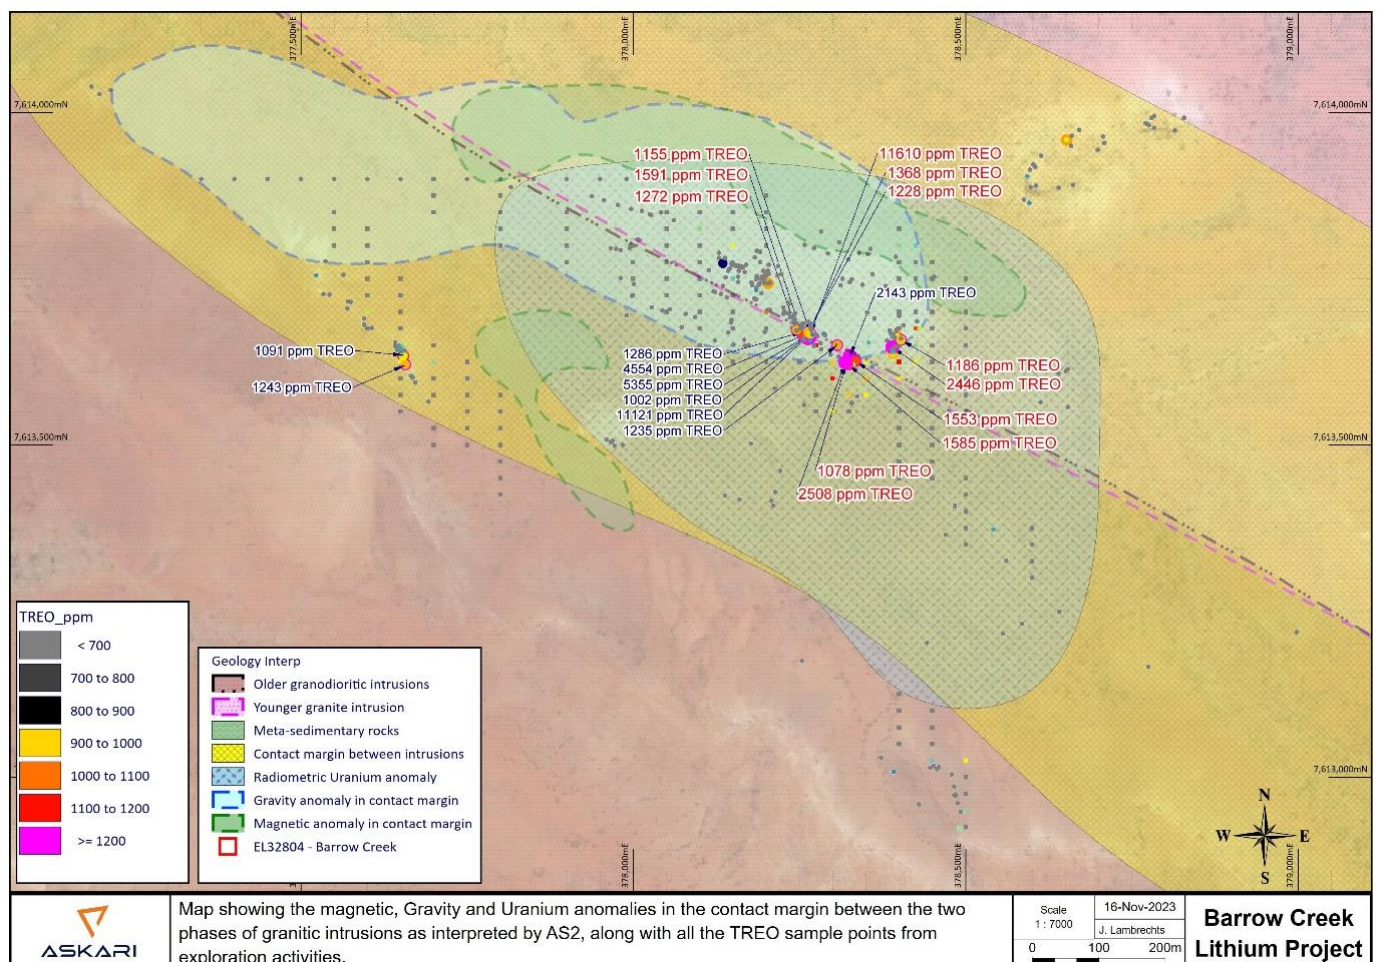 377,500mE
378,000mE
378,500mE
379,000mE
7,614,000mN
7,614,000mN
1155 ppm TREO
1591 ppm TREO
1272 ppm TREO
11610 ppm TREO
1368 ppm TREO
1228 ppm TREO
2143 ppm TREO
1091 ppm TREO
1243 ppm TREO
1286 ppm TREO
4554 ppm TREO
5355 ppm TREO
1002 ppm TREO
11121 ppm TREO
1235 ppm TREO
1186 ppm TREO
2446 ppm TREO
1553 ppm TREO
1585 ppm TREO
1078 ppm TREO
2508 ppm TREO
7,613,500mN
7,613,500mN
TREO_ppm
< 700
700 to 800
800 to 900
900 to 1000
1000 to 1100
1100 to 1200
>= 1200
Geology Interp
Older granodioritic intrusions
Younger granite intrusion
Meta-sedimentary rocks
Contact margin between intrusions
Radiometric Uranium anomaly
Gravity anomaly in contact margin
Magnetic anomaly in contact margin
EL32804 - Barrow Creek
7,613,000mN
N
W E
S
378,000mE
378,500mE
379,000mE
ASKARI
Map showing the magnetic, Gravity and Uranium anomalies in the contact margin between the two
phases of granitic intrusions as interpreted by AS2, along with all the TREO sample points from
exploration activities.
Scale
1 : 7000
16-Nov-2023
J. Lambrechts
0 100 200m
Barrow Creek
Lithium Project